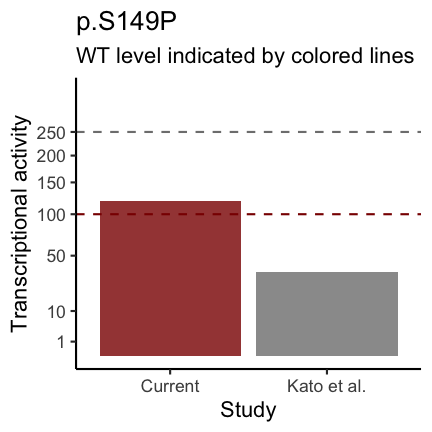 p.S149P
WT level indicated by colored lines
Transcriptional activity
250
200
150
100
50
10
1
Current
Kato et al.
Study